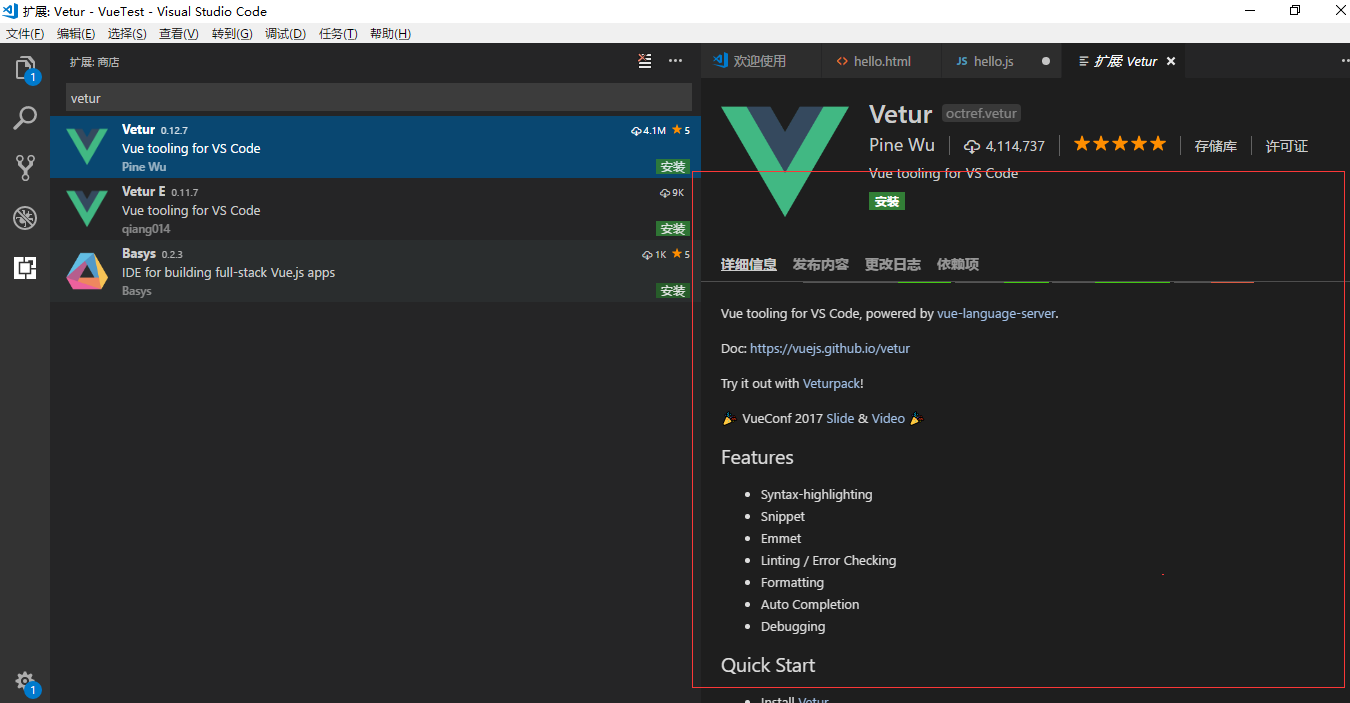 扩展: Vetur - VueTest - Visual Studio Code
文件(F) 编辑(E) 选择(S) 查看(V) 转到(G) 调试(D) 任务(T) 帮助(H)
扩展: 商店
vetur
Vetur 0.12.7 4.1M 5
Vue tooling for VS Code
Pine Wu 安装
Vetur E 0.11.7 9K
Vue tooling for VS Code
qiang014 安装
Basys 0.2.3 1K 5
IDE for building full-stack Vue.js apps
Basys 安装
1
1
欢迎使用 <> hello.html JS hello.js 扩展 Vetur
Vetur octref.vetur
Pine Wu 4,114,737 存储库 许可证
Vue tooling for VS Code
安装
详细信息 发布内容 更改日志 依赖项
Vue tooling for VS Code, powered by vue-language-server.
Doc: https://vuejs.github.io/vetur
Try it out with Veturpack!
VueConf 2017 Slide & Video
Features
Syntax-highlighting
Snippet
Emmet
Linting / Error Checking
Formatting
Auto Completion
Debugging
Quick Start
Install Vetur